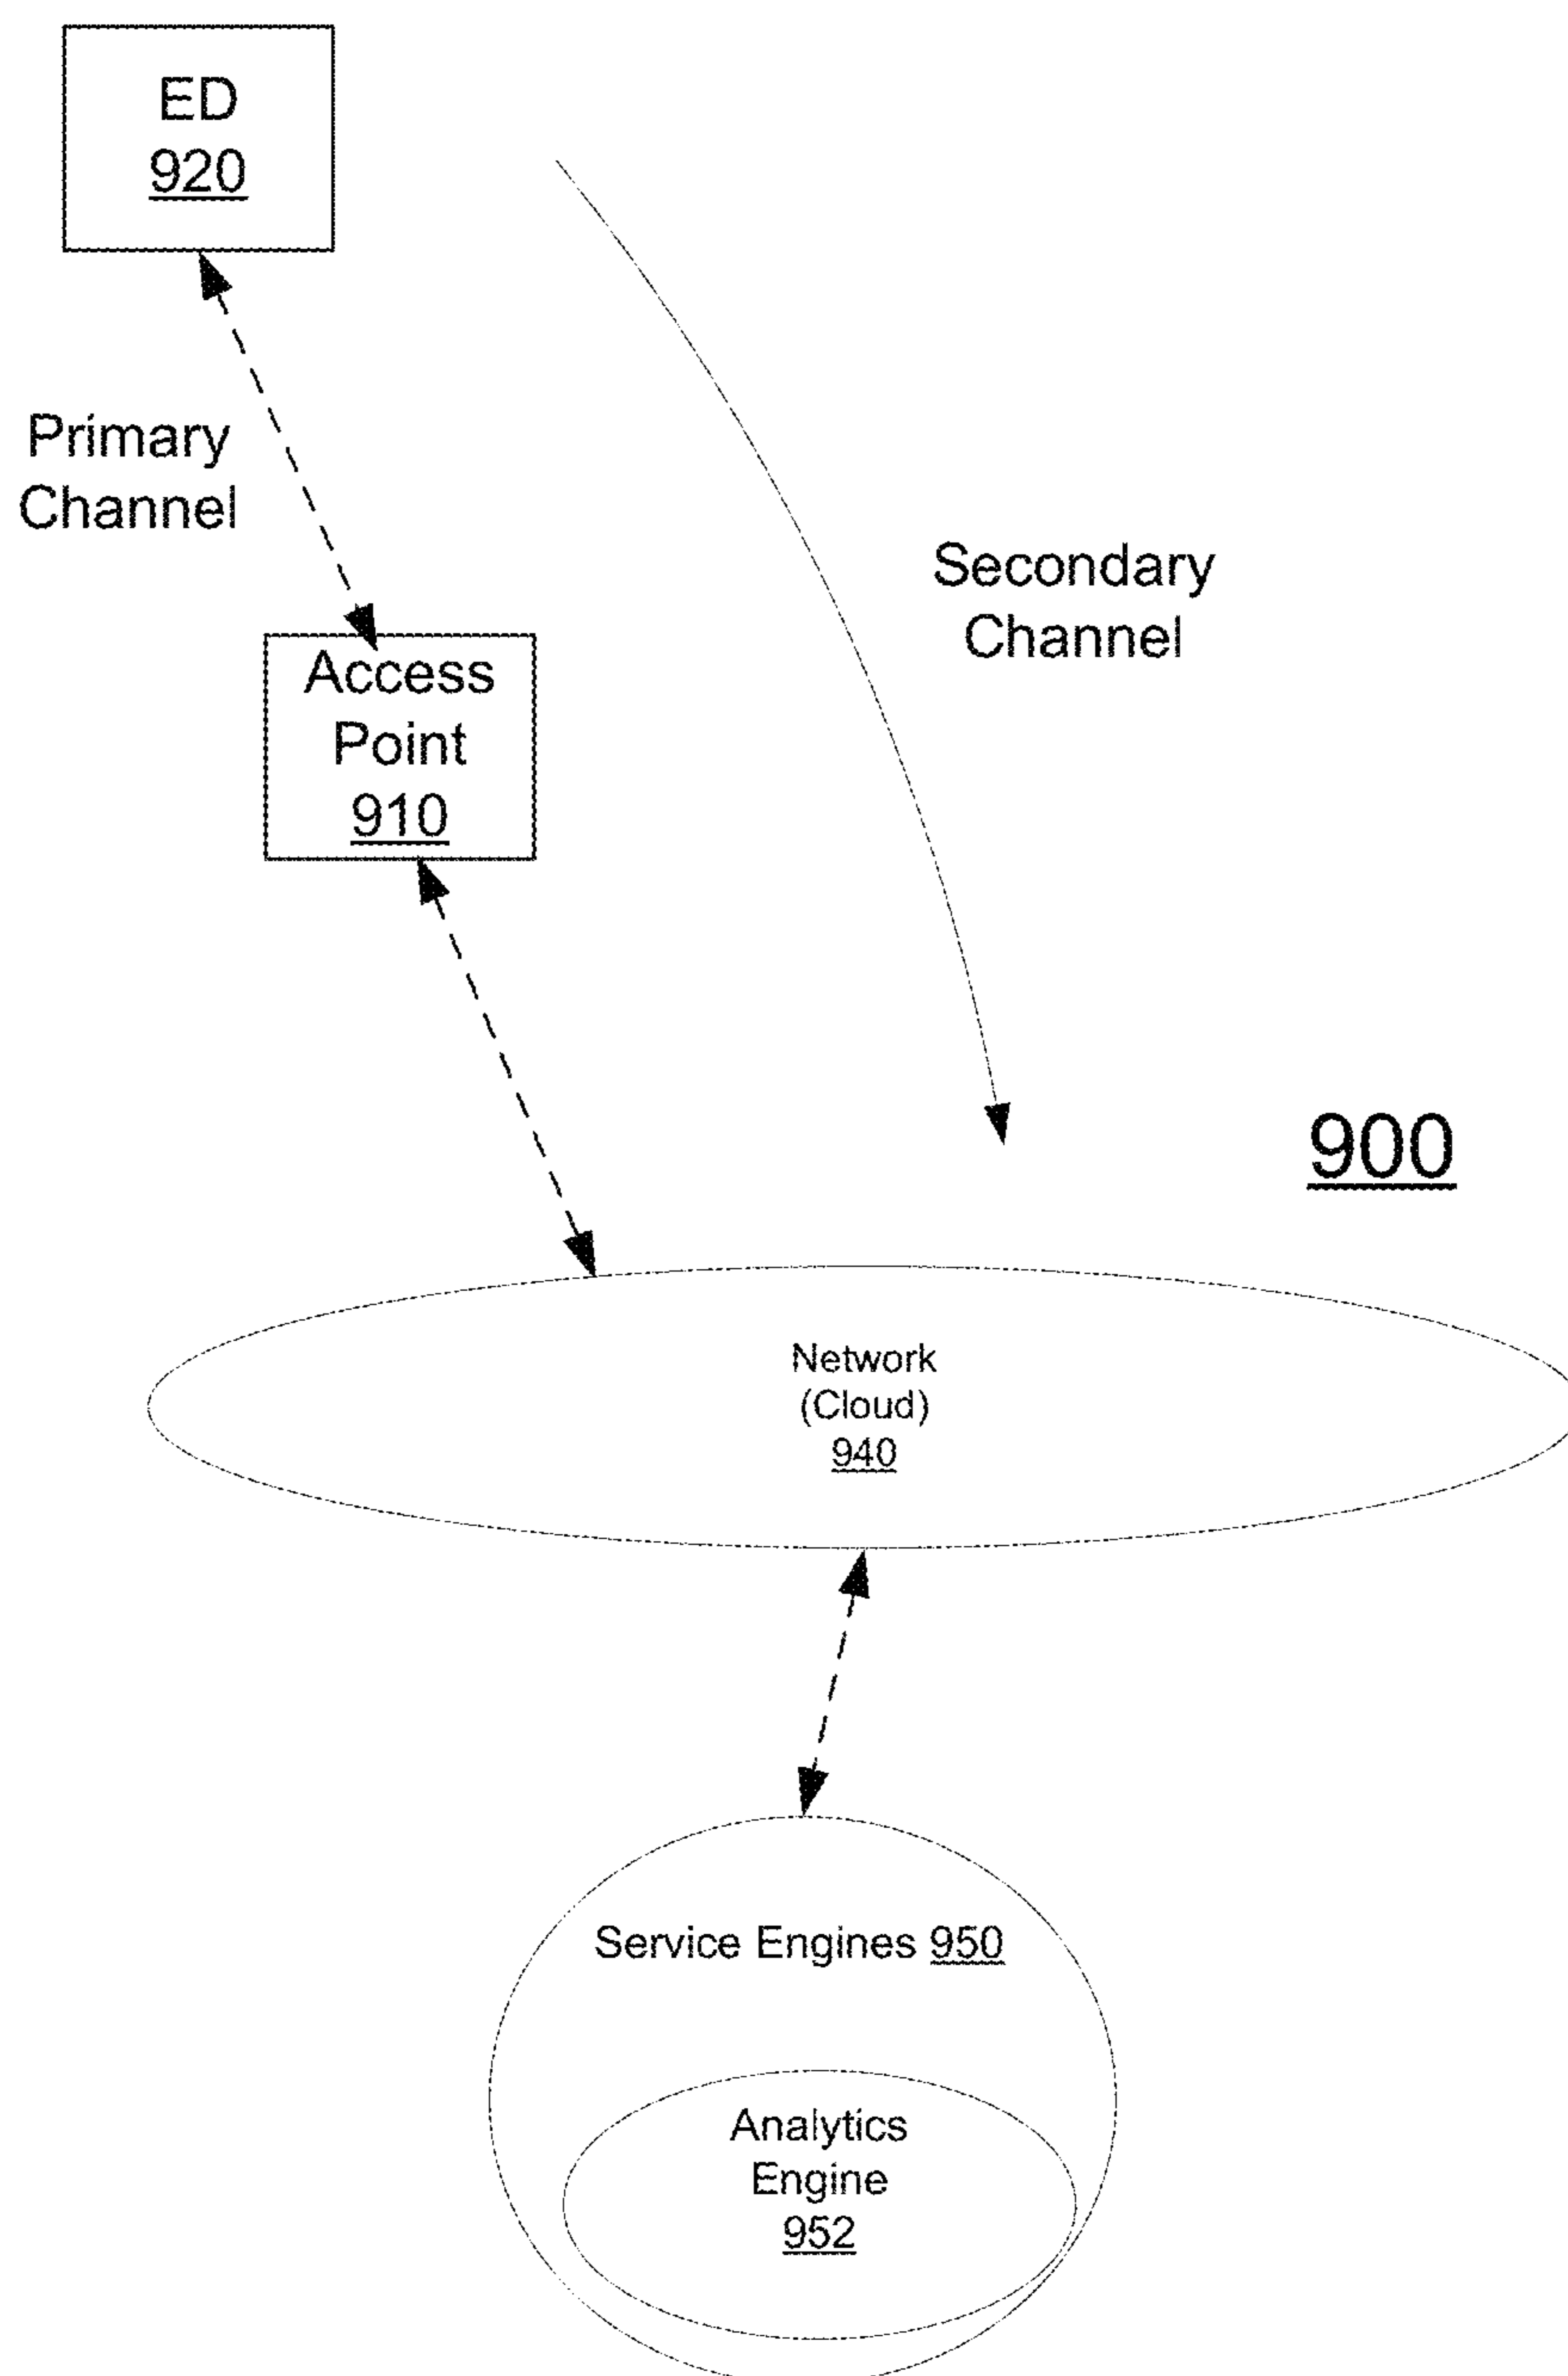 ED
920
Primary
Channel
Secondary
Channel
Access
Point
910
900
Network
(Cloud)
940
Service Engines 950
Analytics
Engine
952